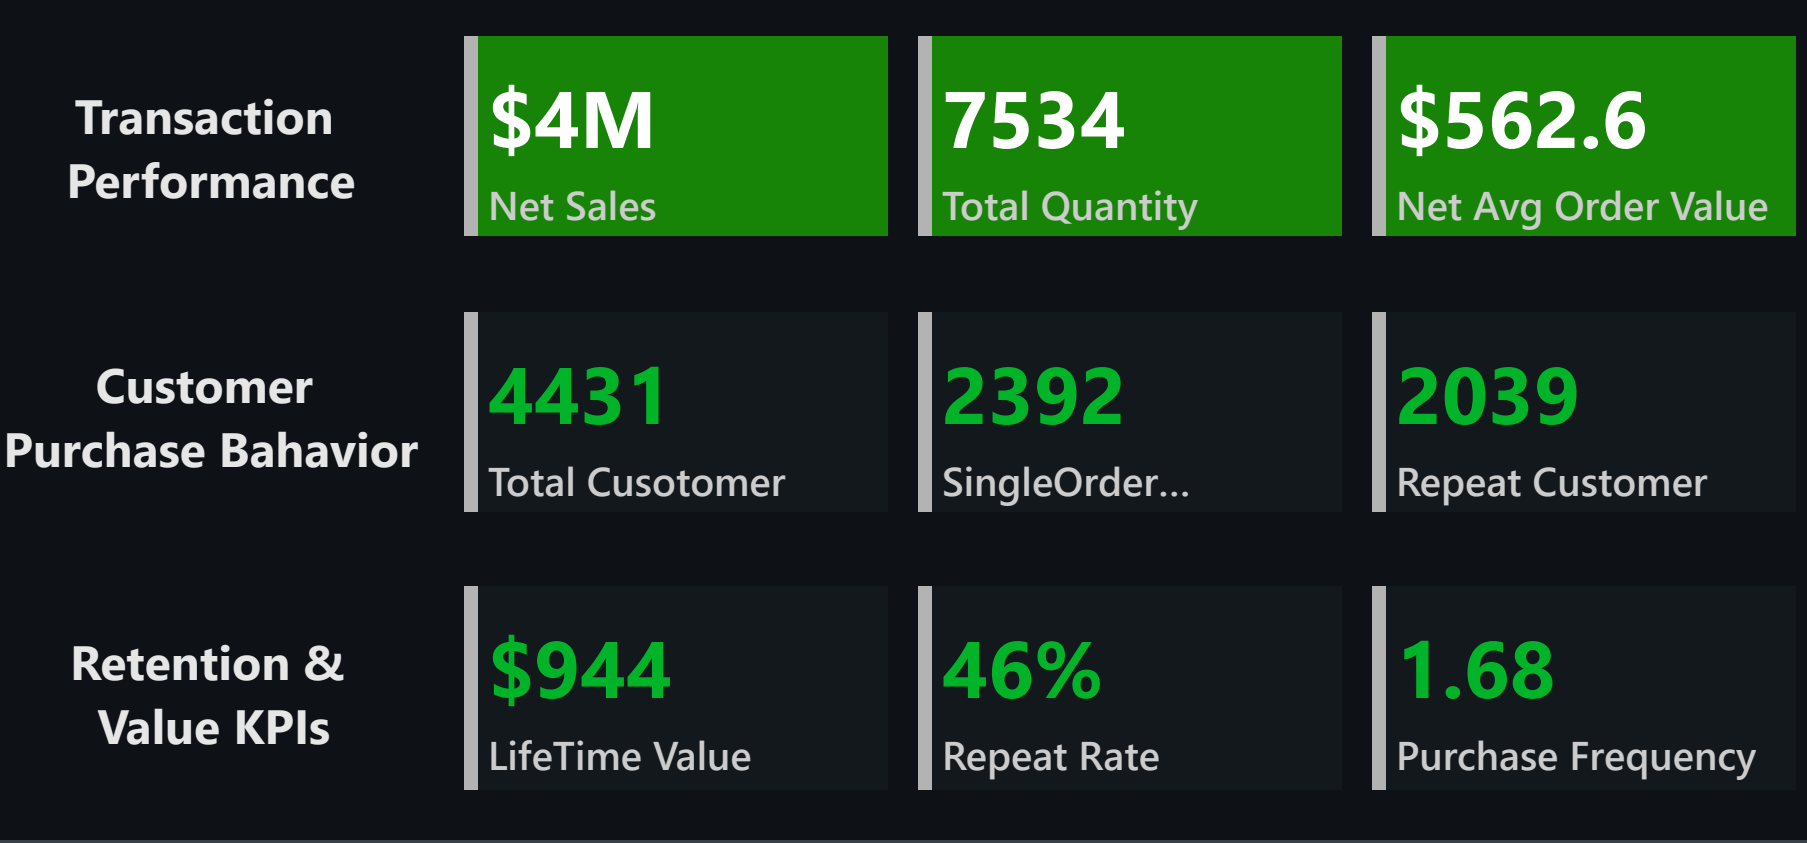 Transaction
Performance
$4M
Net Sales
7534
Total Quantity
$562.6
Net Avg Order Value
Customer
Purchase Bahavior
4431
Total Cusotomer
2392
SingleOrder...
2039
Repeat Customer
Retention &
Value KPIs
$944
LifeTime Value
46%
Repeat Rate
1.68
Purchase Frequency